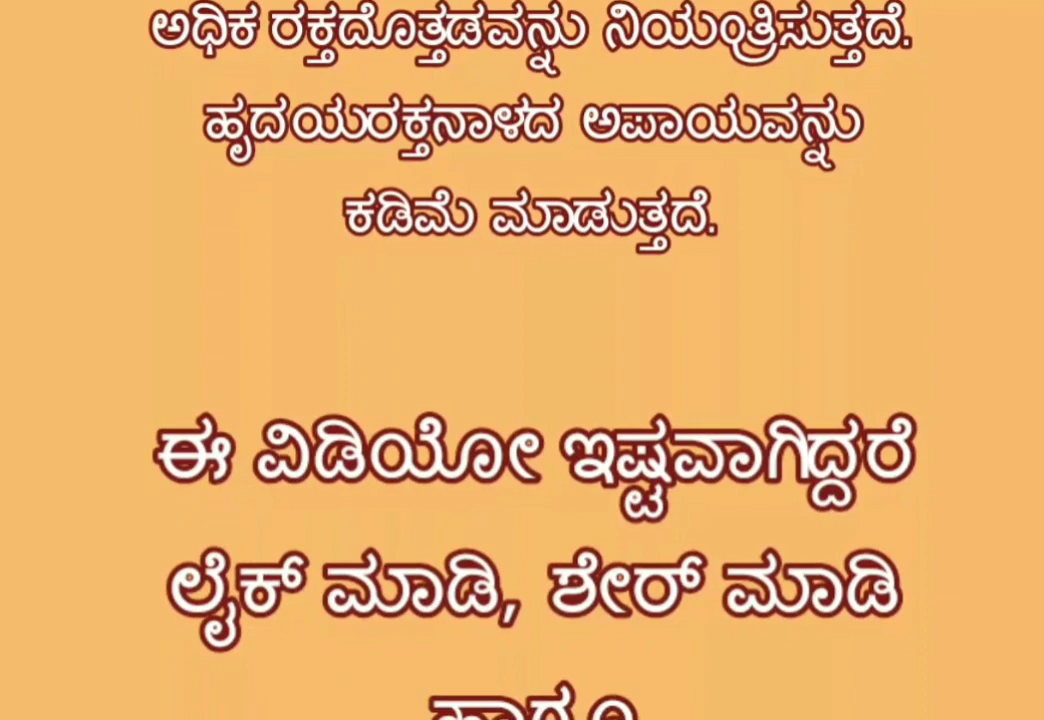 ಅಧಿಕ ರಕ್ತದೊತ್ತಡವನ್ನು ನಿಯಂತ್ರಿಸುತ್ತದೆ.
ಹೃದಯರಕ್ತನಾಳದ ಅಪಾಯವನ್ನು
ಕಡಿಮೆ ಮಾಡುತ್ತದೆ.
ಈ ವಿಡಿಯೋ ಇಷ್ಟವಾಗಿದ್ದರೆ
ಲೈಕ್ ಮಾಡಿ, ಶೇರ್ ಮಾಡಿ